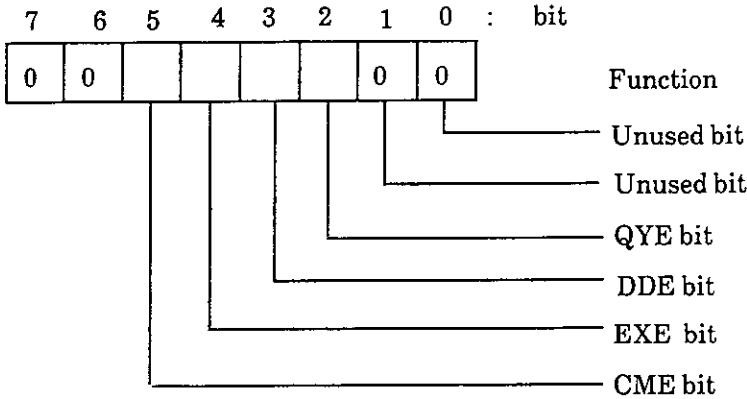 7 6 5 4 3 2 1 0 : bit
0 0 0 0 Function
Unused bit
Unused bit
QYE bit
DDE bit
EXE bit
CME bit